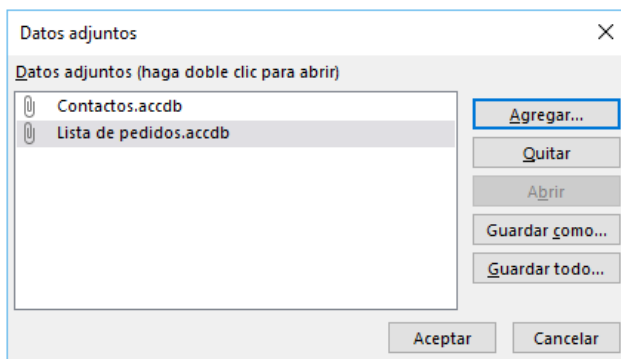 Datos adjuntos
Datos adjuntos (haga doble clic para abrir)
Contactos.accdb
Lista de pedidos.accdb
Agregar...
Quitar
Abrir
Guardar como...
Guardar todo...
Aceptar
Cancelar